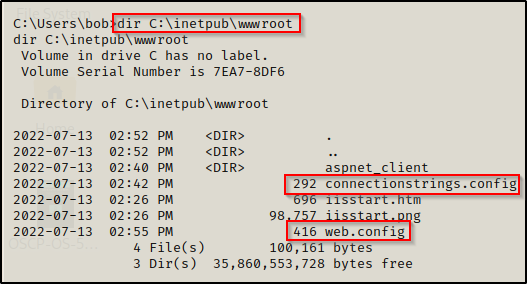 C:\Users\bob>dir C:\inetpub\wwwroot
dir C:\inetpub\wwwroot
 Volume in drive C has no label.
 Volume Serial Number is 7EA7-8DF6

 Directory of C:\inetpub\wwwroot

2022-07-13  02:52 PM    <DIR>          .
2022-07-13  02:52 PM    <DIR>          ..
2022-07-13  02:40 PM    <DIR>          aspnet_client
2022-07-13  02:42 PM               292 connectionstrings.config
2022-07-13  02:26 PM               696 iisstart.htm
2022-07-13  02:26 PM            98,757 iisstart.png
2022-07-13  02:55 PM               416 web.config
               4 File(s)        100,161 bytes
               3 Dir(s)  35,860,553,728 bytes free